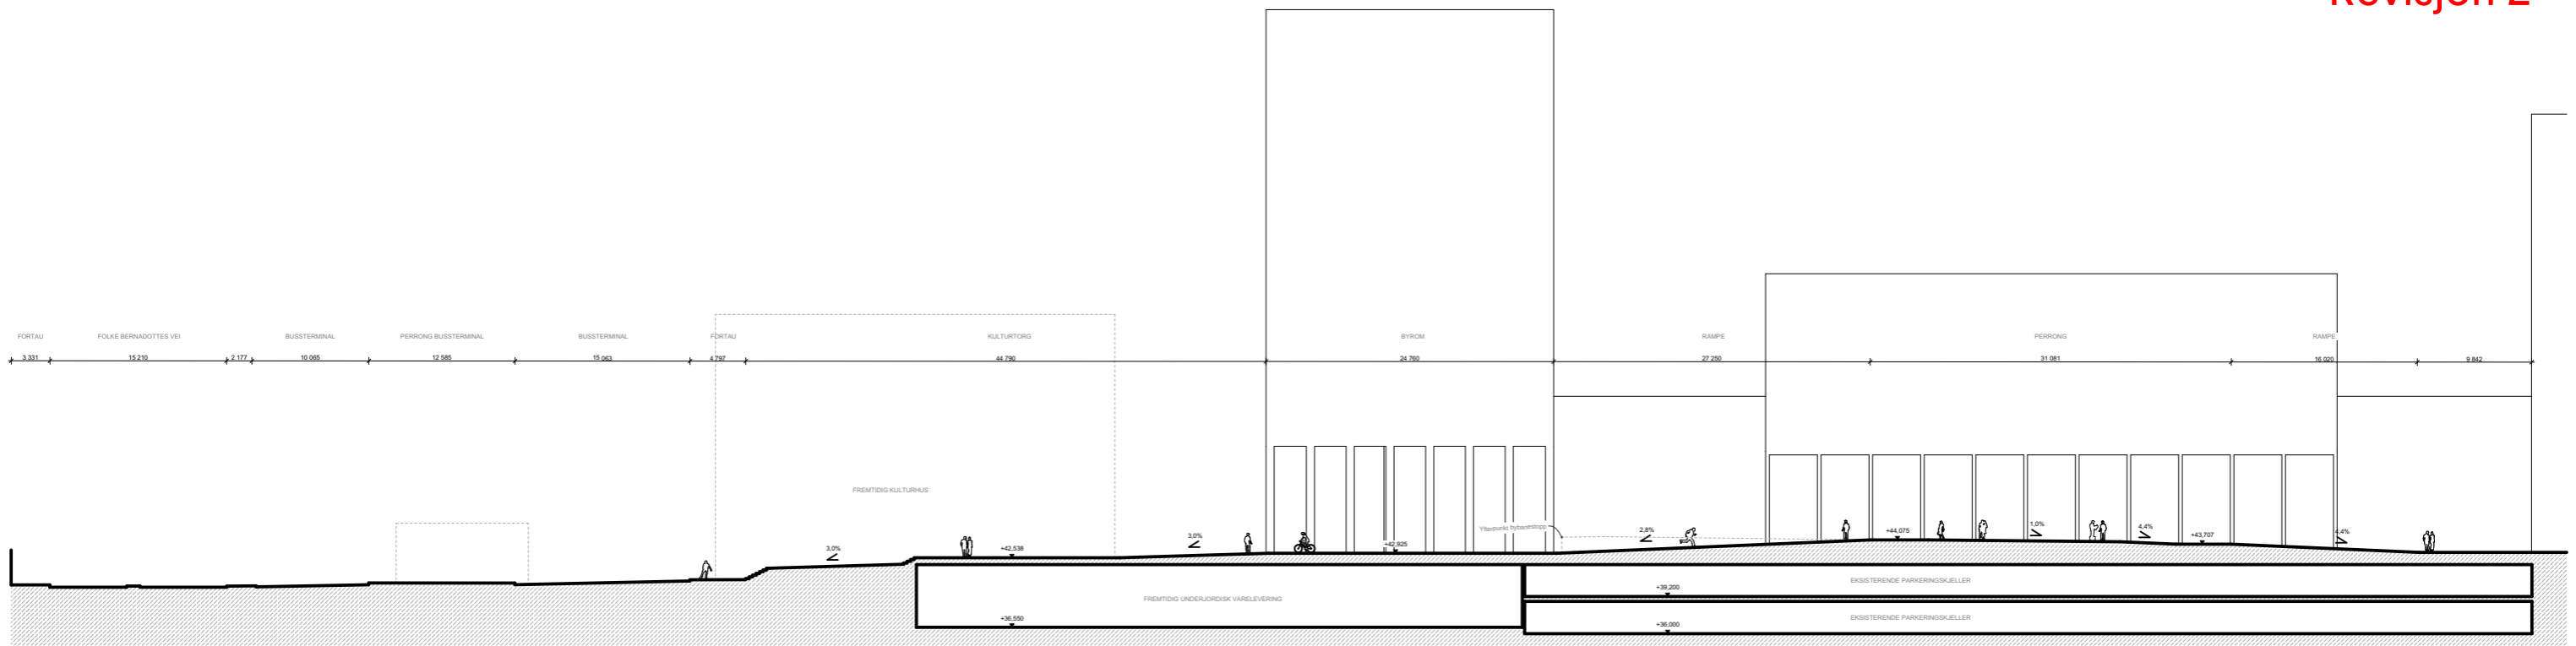 Revisjon 2
FORTAU FOLKE BERNADOTTES VEI BUSSTERMINAL PERRONG BUSSTERMINAL BUSSTERMINAL FORTAU KULTURTORG BYROM RAMPE PERRONG RAMPE
3 331 15 210 2 177 10 065 12 585 15 063 4 797 44 790 24 760 27 250 31 081 16 020 9 842
FREMTIDIG KULTURHUS
Ytterpunkt bybanestopp
3,0% +42,538 3,0% +42,925 2,8% +44,075 1,0% 4,4% +43,707 4,4%
EKSISTERENDE PARKERINGSKJELLER
+39,200
FREMTIDIG UNDERJORDISK VARELEVERING
+36,550
EKSISTERENDE PARKERINGSKJELLER
+36,000